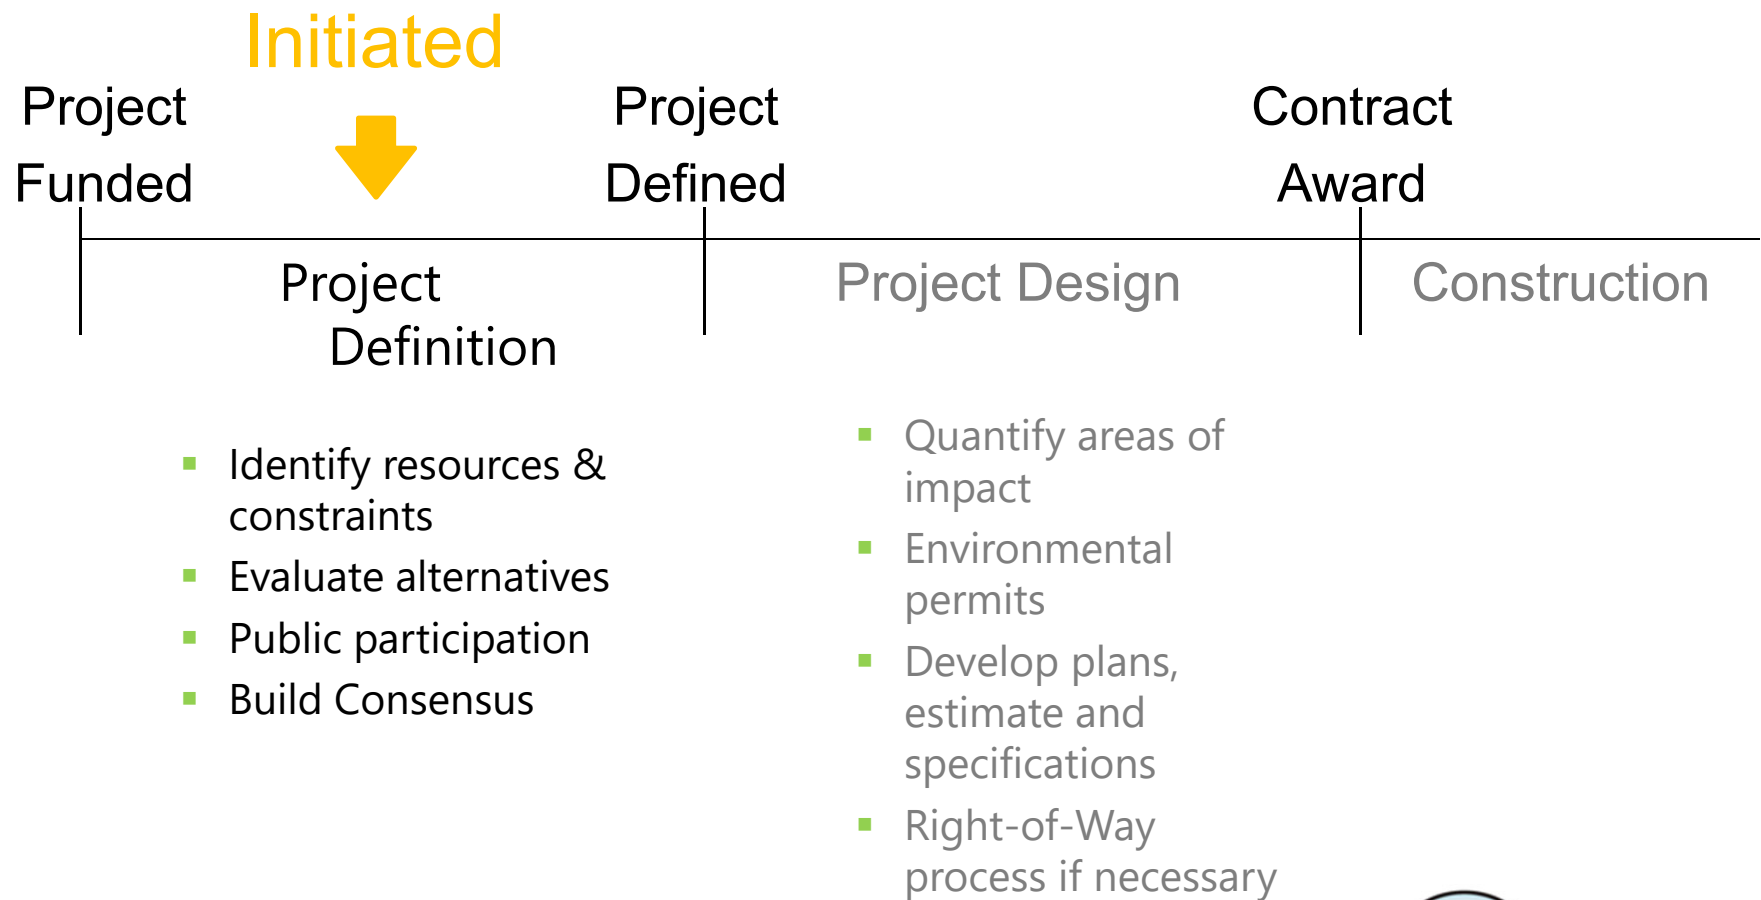 Initiated
Project
Funded
Project
Defined
Contract
Award
Project
Definition
Project Design
Construction
▪ Identify resources &
constraints
▪ Evaluate alternatives
▪ Public participation
▪ Build Consensus
▪ Quantify areas of
impact
▪ Environmental
permits
▪ Develop plans,
estimate and
specifications
▪ Right-of-Way
process if necessary